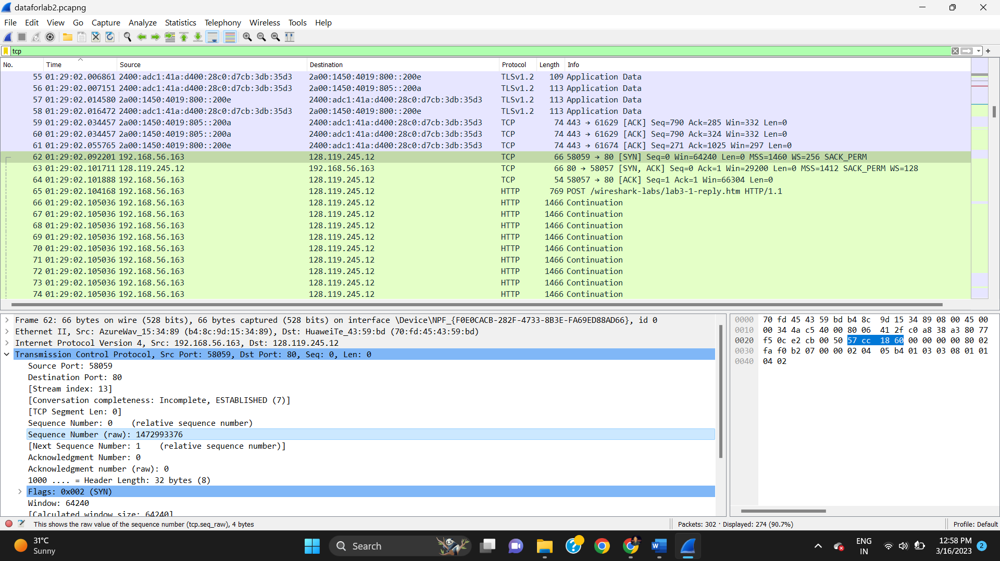 dataforlab2.pcapng
File Edit View Go Capture Analyze Statistics Telephony Wireless Tools Help
tcp
No. Time Source Destination Protocol Length Info
55 01:29:02.006861 2400:adc1:41a:d400:28c0:d7cb:3db:35d3 2a00:1450:4019:800::200e TLSv1.2 109 Application Data
56 01:29:02.007151 2400:adc1:41a:d400:28c0:d7cb:3db:35d3 2a00:1450:4019:805::200a TLSv1.2 113 Application Data
57 01:29:02.014580 2a00:1450:4019:800::200e 2400:adc1:41a:d400:28c0:d7cb:3db:35d3 TLSv1.2 113 Application Data
58 01:29:02.016472 2400:adc1:41a:d400:28c0:d7cb:3db:35d3 2a00:1450:4019:800::200e TLSv1.2 113 Application Data
59 01:29:02.034457 2a00:1450:4019:805::200a 2400:adc1:41a:d400:28c0:d7cb:3db:35d3 TCP 74 443 → 61629 [ACK] Seq=790 Ack=285 Win=332 Len=0
60 01:29:02.034457 2a00:1450:4019:805::200a 2400:adc1:41a:d400:28c0:d7cb:3db:35d3 TCP 74 443 → 61629 [ACK] Seq=790 Ack=324 Win=332 Len=0
61 01:29:02.055765 2a00:1450:4019:800::200e 2400:adc1:41a:d400:28c0:d7cb:3db:35d3 TCP 74 443 → 61674 [ACK] Seq=271 Ack=1025 Win=297 Len=0
62 01:29:02.092201 192.168.56.163 128.119.245.12 TCP 66 58059 → 80 [SYN] Seq=0 Win=64240 Len=0 MSS=1460 WS=256 SACK_PERM
63 01:29:02.101711 128.119.245.12 192.168.56.163 TCP 66 80 → 58057 [SYN, ACK] Seq=0 Ack=1 Win=29200 Len=0 MSS=1412 SACK_PERM WS=128
64 01:29:02.101888 192.168.56.163 128.119.245.12 TCP 54 58057 → 80 [ACK] Seq=1 Ack=1 Win=66304 Len=0
65 01:29:02.104168 192.168.56.163 128.119.245.12 HTTP 769 POST /wireshark-labs/lab3-1-reply.htm HTTP/1.1
66 01:29:02.105036 192.168.56.163 128.119.245.12 HTTP 1466 Continuation
67 01:29:02.105036 192.168.56.163 128.119.245.12 HTTP 1466 Continuation
68 01:29:02.105036 192.168.56.163 128.119.245.12 HTTP 1466 Continuation
69 01:29:02.105036 192.168.56.163 128.119.245.12 HTTP 1466 Continuation
70 01:29:02.105036 192.168.56.163 128.119.245.12 HTTP 1466 Continuation
71 01:29:02.105036 192.168.56.163 128.119.245.12 HTTP 1466 Continuation
72 01:29:02.105036 192.168.56.163 128.119.245.12 HTTP 1466 Continuation
73 01:29:02.105036 192.168.56.163 128.119.245.12 HTTP 1466 Continuation
74 01:29:02.105036 192.168.56.163 128.119.245.12 HTTP 1466 Continuation
Frame 62: 66 bytes on wire (528 bits), 66 bytes captured (528 bits) on interface \Device\NPF_{F0E0CACB-282F-4733-8B3E-FA69ED88AD66}, id 0
Ethernet II, Src: AzureWav_15:34:89 (b4:8c:9d:15:34:89), Dst: HuaweiTe_43:59:bd (70:fd:45:43:59:bd)
Internet Protocol Version 4, Src: 192.168.56.163, Dst: 128.119.245.12
Transmission Control Protocol, Src Port: 58059, Dst Port: 80, Seq: 0, Len: 0
Source Port: 58059
Destination Port: 80
[Stream index: 13]
[Conversation completeness: Incomplete, ESTABLISHED (7)]
[TCP Segment Len: 0]
Sequence Number: 0 (relative sequence number)
Sequence Number (raw): 1472993376
[Next Sequence Number: 1 (relative sequence number)]
Acknowledgment Number: 0
Acknowledgment number (raw): 0
1000 .... = Header Length: 32 bytes (8)
Flags: 0x002 (SYN)
Window: 64240
[Calculated window size: 64240]
0000 70 fd 45 43 59 bd b4 8c 9d 15 34 89 08 00 45 00
0010 00 34 4a c5 40 00 80 06 41 2f c0 a8 38 a3 80 77
0020 f5 0c e2 cb 00 50 57 cc 18 60 00 00 00 00 80 02
0030 fa f0 b2 07 00 00 02 04 05 b4 01 03 03 08 01 01
0040 04 02
This shows the raw value of the sequence number (tcp.seq_raw), 4 bytes
Packets: 302 · Displayed: 274 (90.7%)
Profile: Default
31°C
Sunny
Search
ENG
IN
12:58 PM
3/16/2023
2